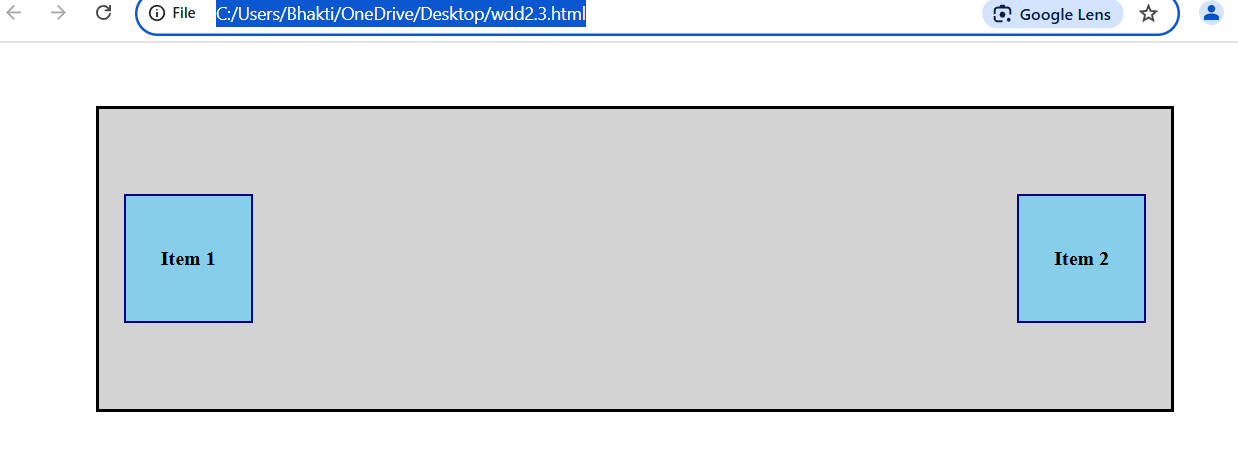 File C:/Users/Bhakti/OneDrive/Desktop/wdd2.3.html Google Lens
Item 1 Item 2